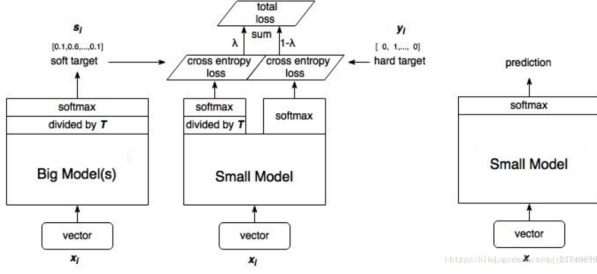 total
loss
s_i
λ
sum
1-λ
y_i
[0.1,0.6,...,0.1]
soft target
cross entropy
loss
cross entropy
loss
[ 0, 1,..., 0]
hard target
prediction
softmax
divided by T
softmax
divided by T
softmax
softmax
Big Model(s)
Small Model
Small Model
vector
vector
vector
x_i
x_i
x